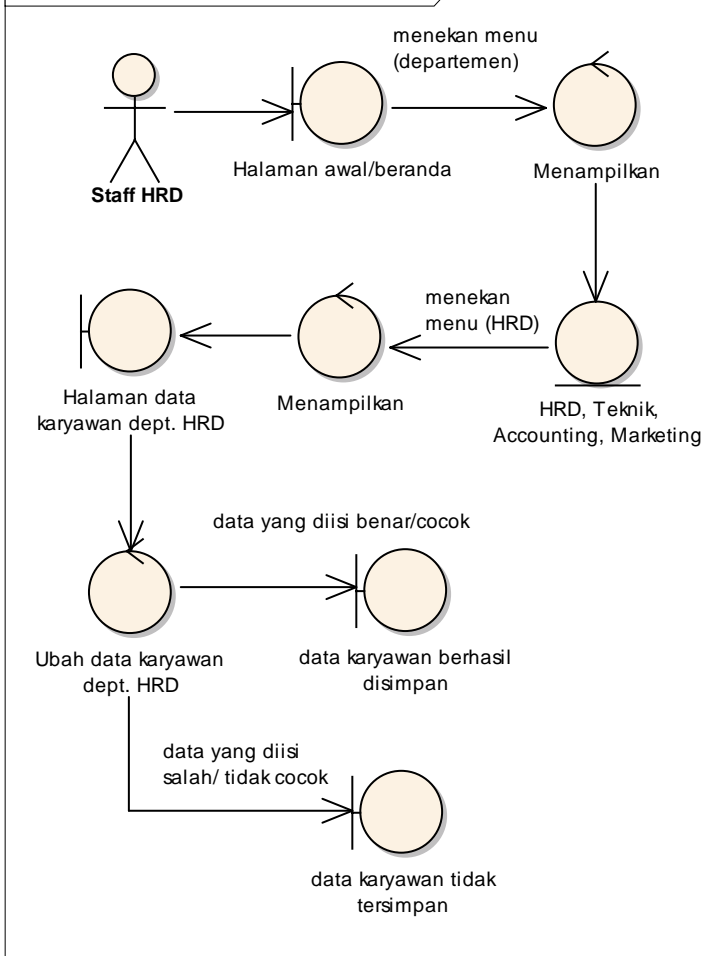 menekan menu
(departemen)
Halaman awal/beranda
Menampilkan
Staff HRD
menekan
menu (HRD)
Halaman data
karyawan dept. HRD
Menampilkan
HRD, Teknik,
Accounting, Marketing
data yang diisi benar/cocok
Ubah data karyawan
dept. HRD
data karyawan berhasil
disimpan
data yang diisi
salah/ tidak cocok
data karyawan tidak
tersimpan